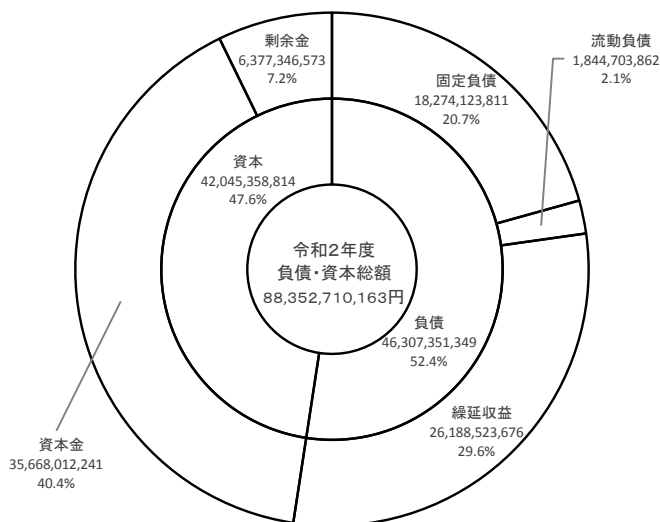 剰余金
6,377,346,573
7.2%
流動負債
1,844,703,862
2.1%
固定負債
18,274,123,811
20.7%
資本
42,045,358,814
47.6%
令和2年度
負債・資本総額
88,352,710,163円
負債
46,307,351,349
52.4%
繰延収益
26,188,523,676
29.6%
資本金
35,668,012,241
40.4%